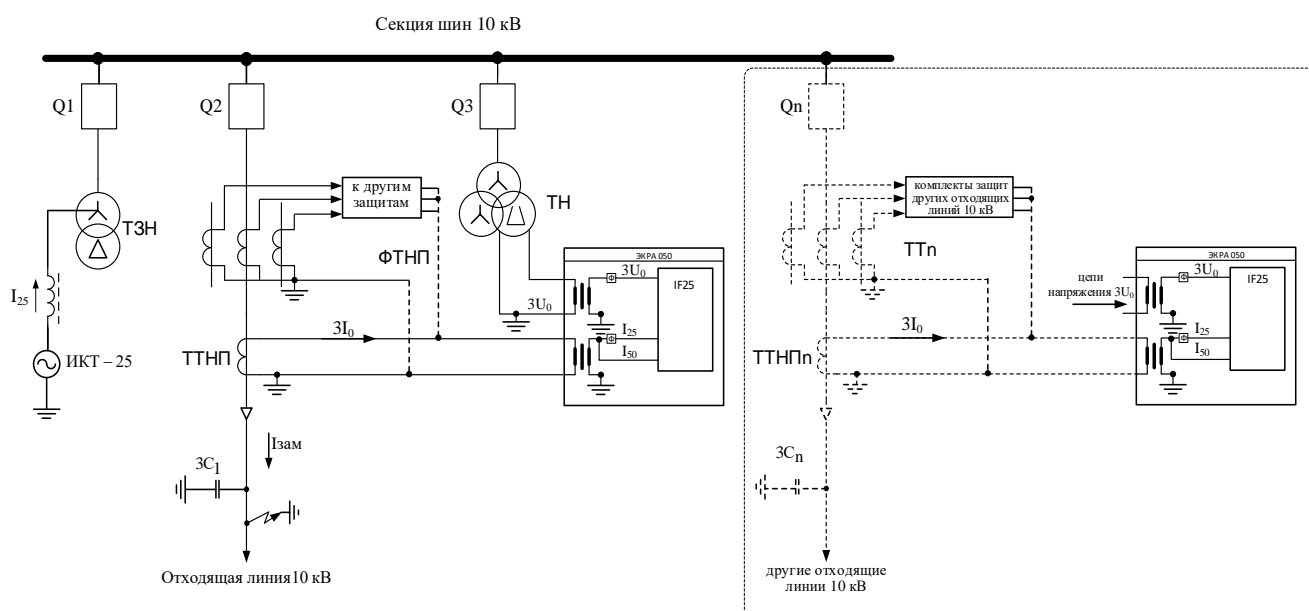 Секция шин 10 кВ
Q1
Q2
Q3
Qn
ТЗН
I25
ИКТ – 25
к другим
защитам
ФТНП
ТН
ЭКРА 050
3U0
IF25
3U0
I25
I50
3I0
ТТНП
Iзам
3C1
Отходящая линия10 кВ
комплекты защит
других отходящих
линий 10 кВ
ТТn
ЭКРА 050
цепи
напряжения 3U0
3U0
IF25
I25
I50
3I0
ТТНПn
3Cn
другие отходящие
линии 10 кВ